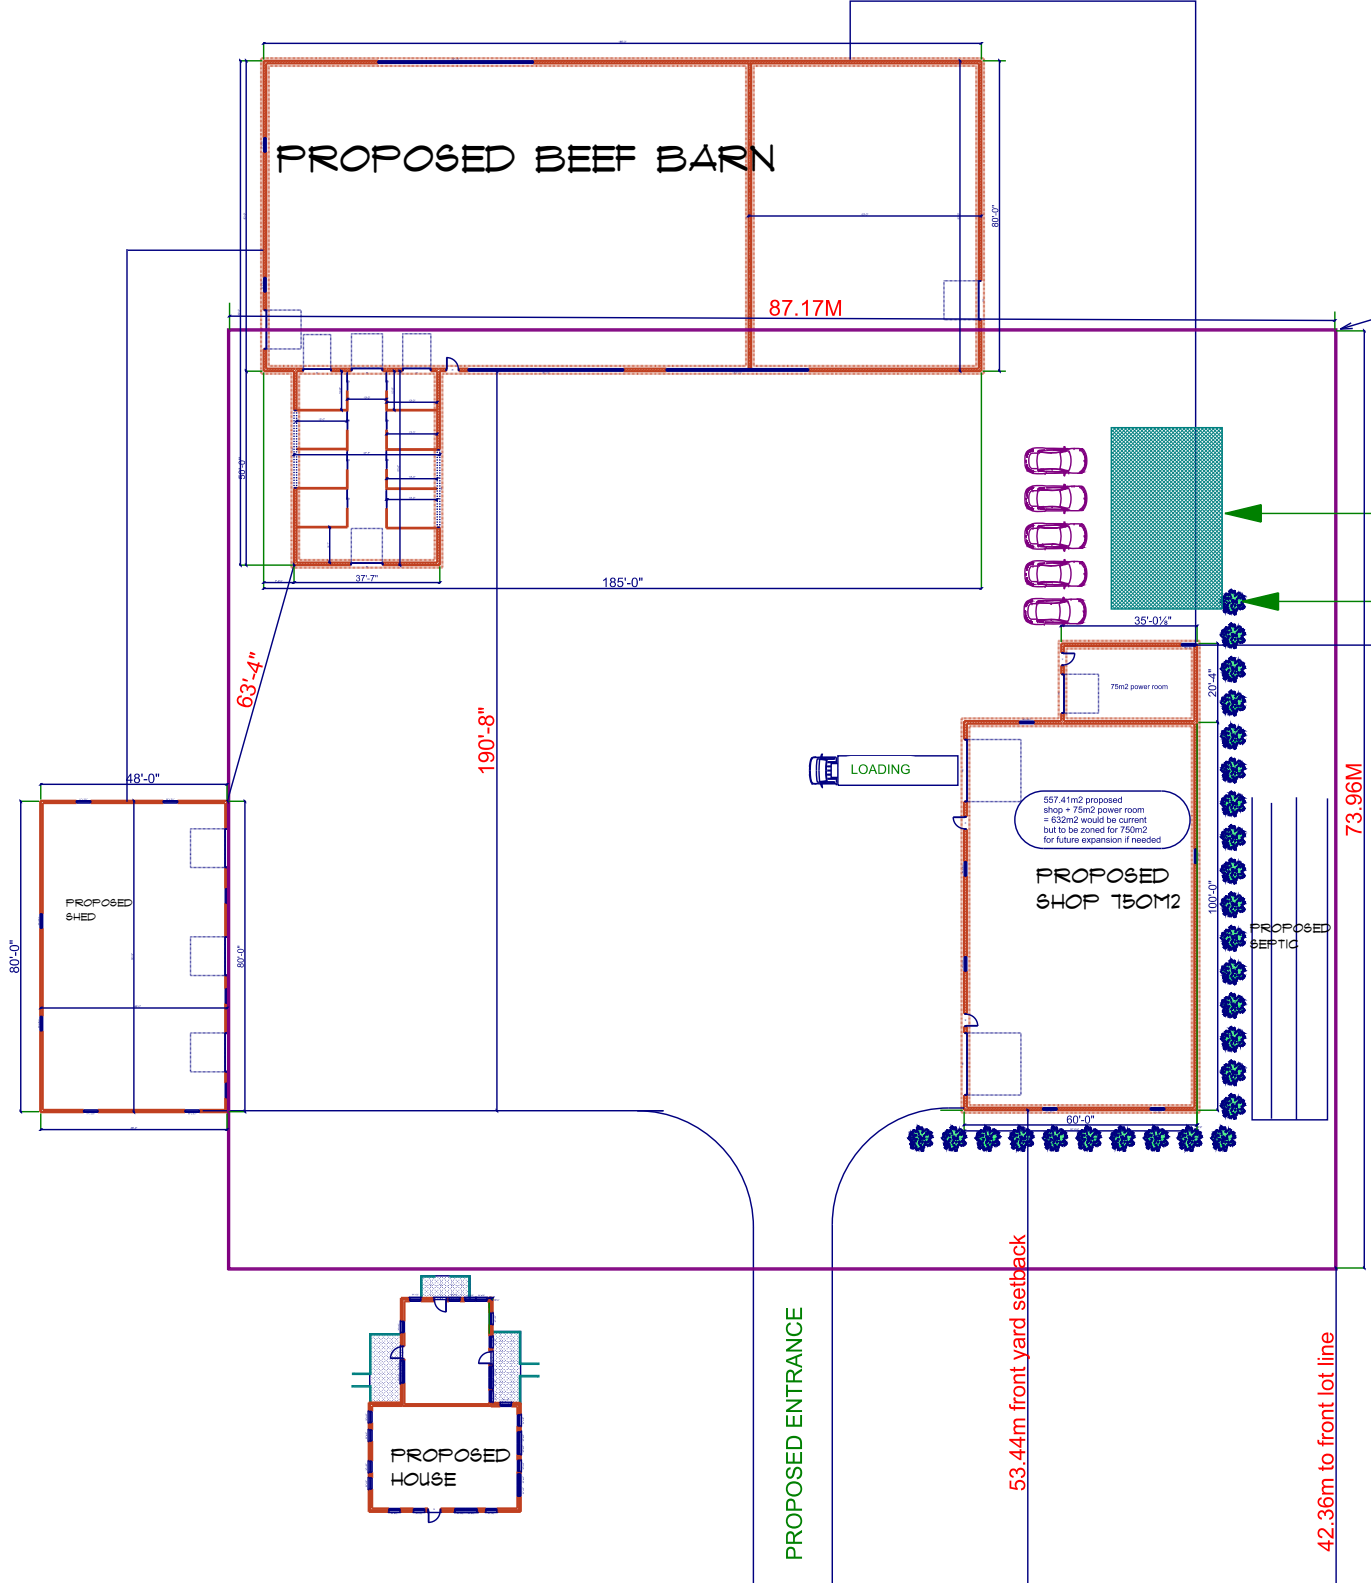 PROPOSED BEEF BARN
80'-0"
87.17M
50'-0"
37'-7"
185'-0"
35'-0⅛"
63'-4"
75m2 power room
20'-4"
190'-8"
LOADING
48'-0"
73.96M
557.41m2 proposed
shop + 75m2 power room
= 632m2 would be current
but to be zoned for 750m2
for future expansion if needed
PROPOSED
SHOP 750M2
PROPOSED
SHED
100'-0"
PROPOSED
SEPTIC
80'-0"
80'-0"
60'-0"
53.44m front yard setback
PROPOSED ENTRANCE
42.36m to front lot line
PROPOSED
HOUSE